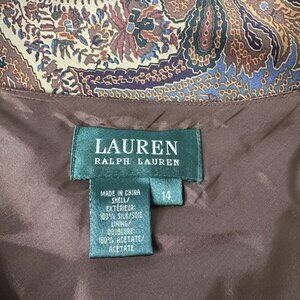 LAUREN
RALPH LAUREN
14
MADE IN CHINA
SHELL/
EXTÉRIEUR:
100% SILK/SOIE
LINING/
DOUBLURE:
100% ACETATE/
ACÉTATE